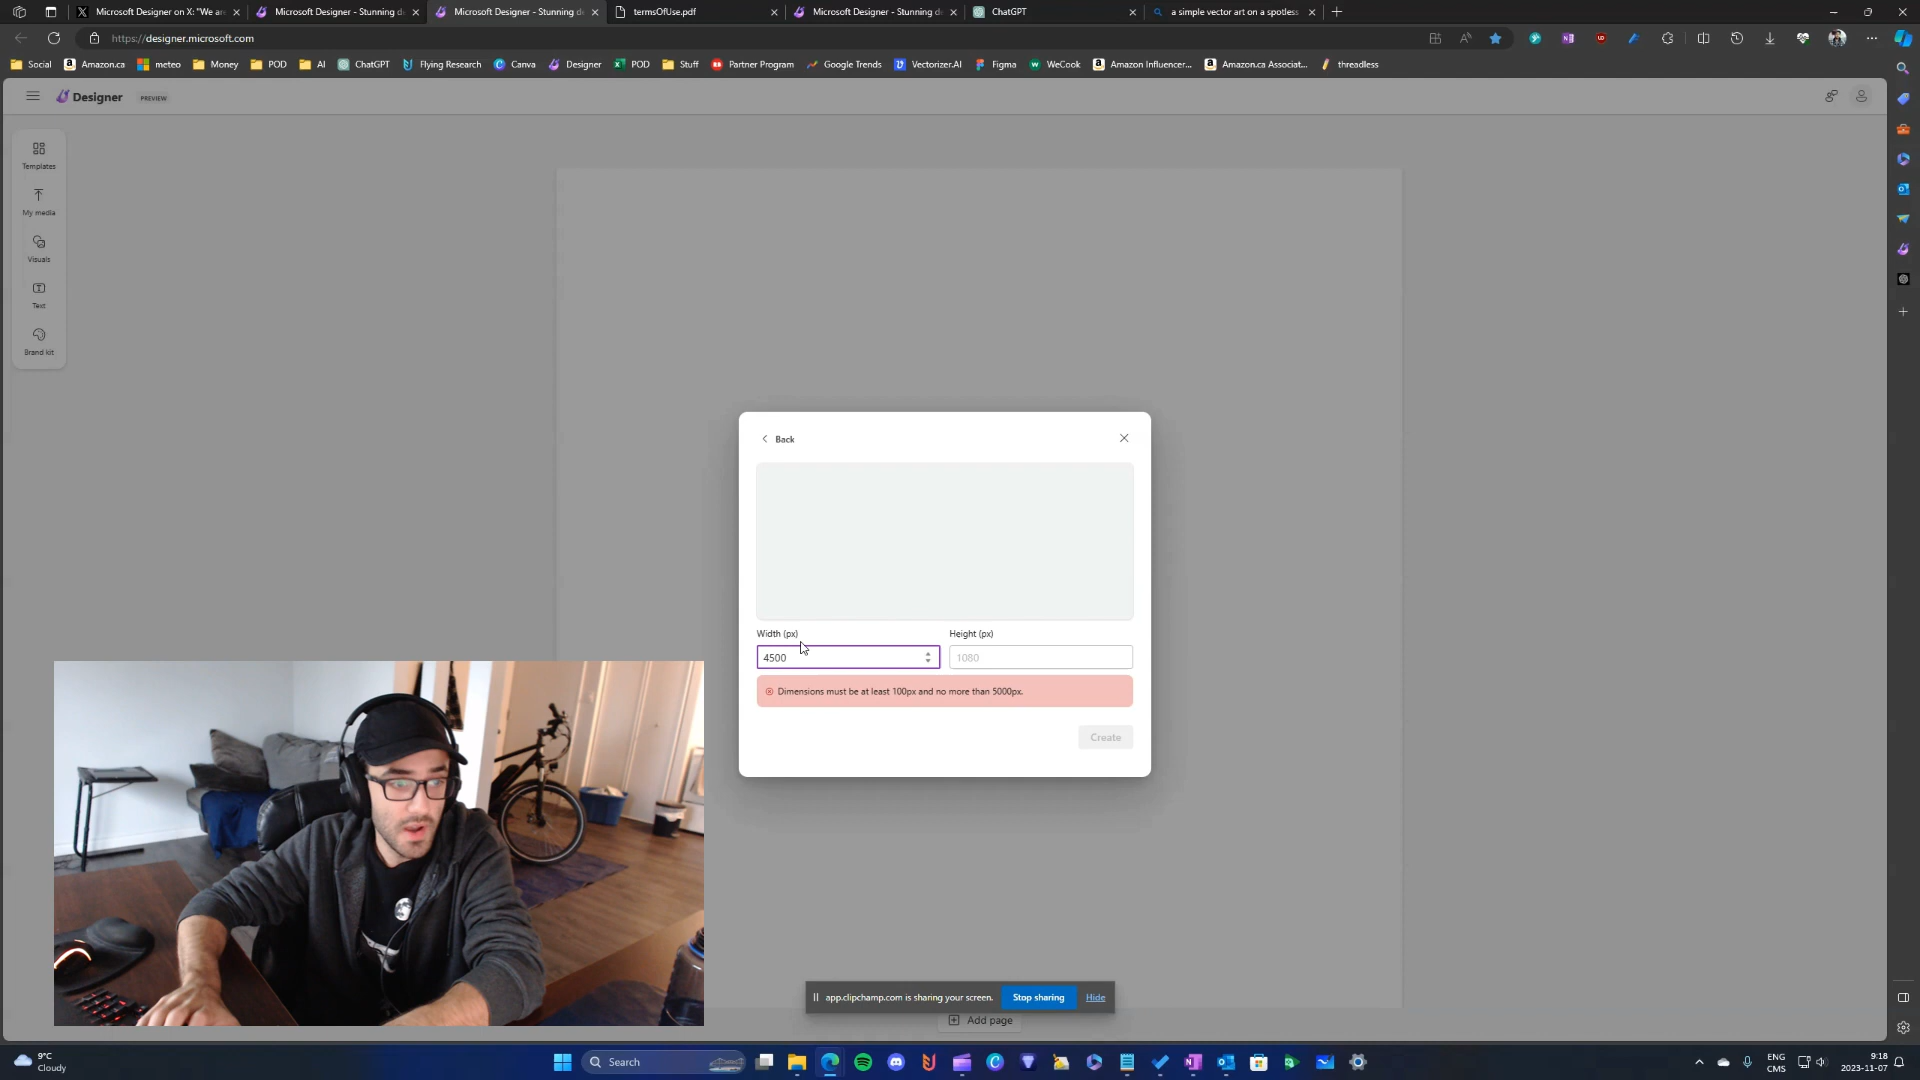 Microsoft Designer on X: "We ar
Microsoft Designer - Stunning de
Microsoft Designer - Stunning de
termsOfUse.pdf
Microsoft Designer - Stunning de
ChatGPT
a simple vector art on a spotless
https://designer.microsoft.com
Social
Amazon.ca
meteo
Money
POD
AI
ChatGPT
Flying Research
Canva
Designer
POD
Stuff
Partner Program
Google Trends
Vectorizer.AI
Figma
WeCook
Amazon Influencer...
Amazon.ca Associat...
threadless
Designer
PREVIEW
Templates
My media
Visuals
Text
Brand kit
Back
Width (px)
Height (px)
4500
1080
Dimensions must be at least 100px and no more than 5000px.
Create
app.clipchamp.com is sharing your screen.
Stop sharing
Hide
Add page
9°C
Cloudy
Search
ENG
CMS
9:18
2023-11-07